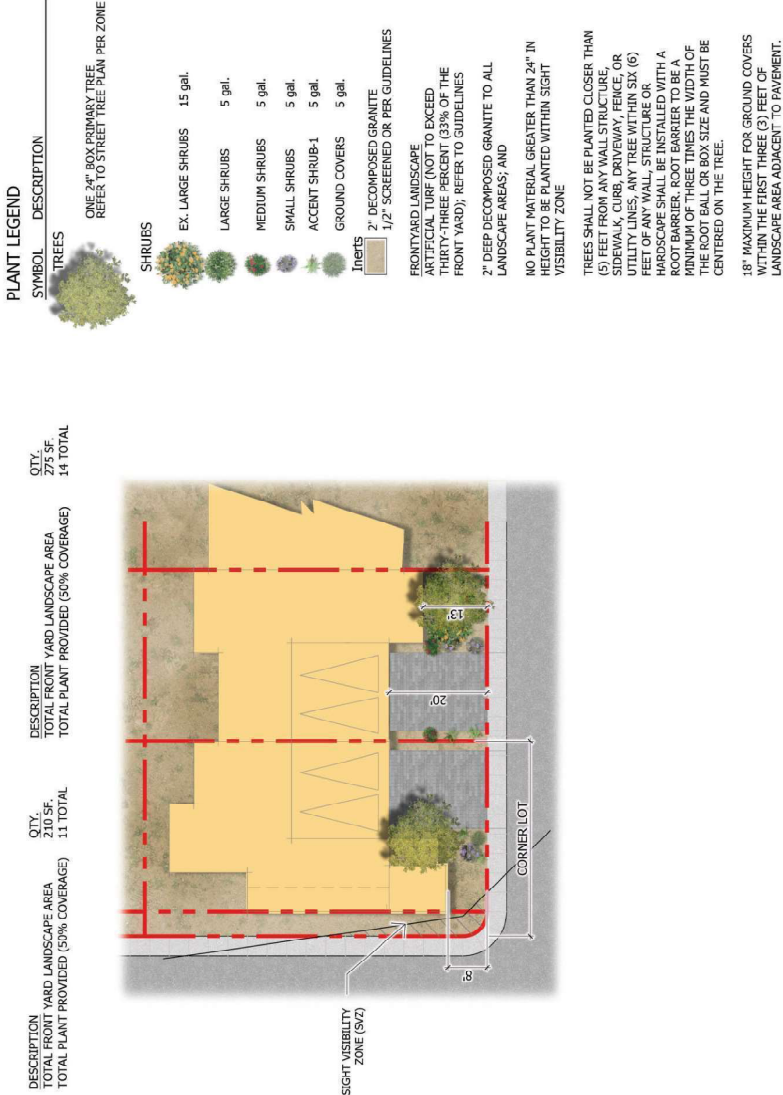 DESCRIPTION QTY.
TOTAL FRONT YARD LANDSCAPE AREA 210 SF.
TOTAL PLANT PROVIDED (50% COVERAGE) 11 TOTAL
DESCRIPTION QTY.
TOTAL FRONT YARD LANDSCAPE AREA 275 SF.
TOTAL PLANT PROVIDED (50% COVERAGE) 14 TOTAL
SIGHT VISIBILITY
ZONE (SVZ)
8'
CORNER LOT
20'
13'
PLANT LEGEND
SYMBOL DESCRIPTION
TREES
ONE 24" BOX PRIMARY TREE
REFER TO STREET TREE PLAN PER ZONE
SHRUBS
EX. LARGE SHRUBS 15 gal.
LARGE SHRUBS 5 gal.
MEDIUM SHRUBS 5 gal.
SMALL SHRUBS 5 gal.
ACCENT SHRUB-1 5 gal.
GROUND COVERS 5 gal.
Inerts
2" DECOMPOSED GRANITE
1/2" SCREEENED OR PER GUIDELINES
FRONTYARD LANDSCAPE
ARTIFICIAL TURF (NOT TO EXCEED
THIRTY-THREE PERCENT (33% OF THE
FRONT YARD); REFER TO GUIDELINES
2" DEEP DECOMPOSED GRANITE TO ALL
LANDSCAPE AREAS; AND
NO PLANT MATERIAL GREATER THAN 24" IN
HEIGHT TO BE PLANTED WITHIN SIGHT
VISIBILITY ZONE
TREES SHALL NOT BE PLANTED CLOSER THAN
(5) FEET FROM ANY WALL STRUCTURE,
SIDEWALK, CURB, DRIVEWAY, FENCE, OR
UTILITY LINES, ANY TREE WITHIN SIX (6)
FEET OF ANY WALL, STRUCTURE OR
HARDSCAPE SHALL BE INSTALLED WITH A
ROOT BARRIER. ROOT BARRIER TO BE A
MINIMUM OF THREE TIMES THE WIDTH OF
THE ROOT BALL OR BOX SIZE AND MUST BE
CENTERED ON THE TREE.
18" MAXIMUM HEIGHT FOR GROUND COVERS
WITHIN THE FIRST THREE (3) FEET OF
LANDSCAPE AREA ADJACENT TO PAVEMENT.